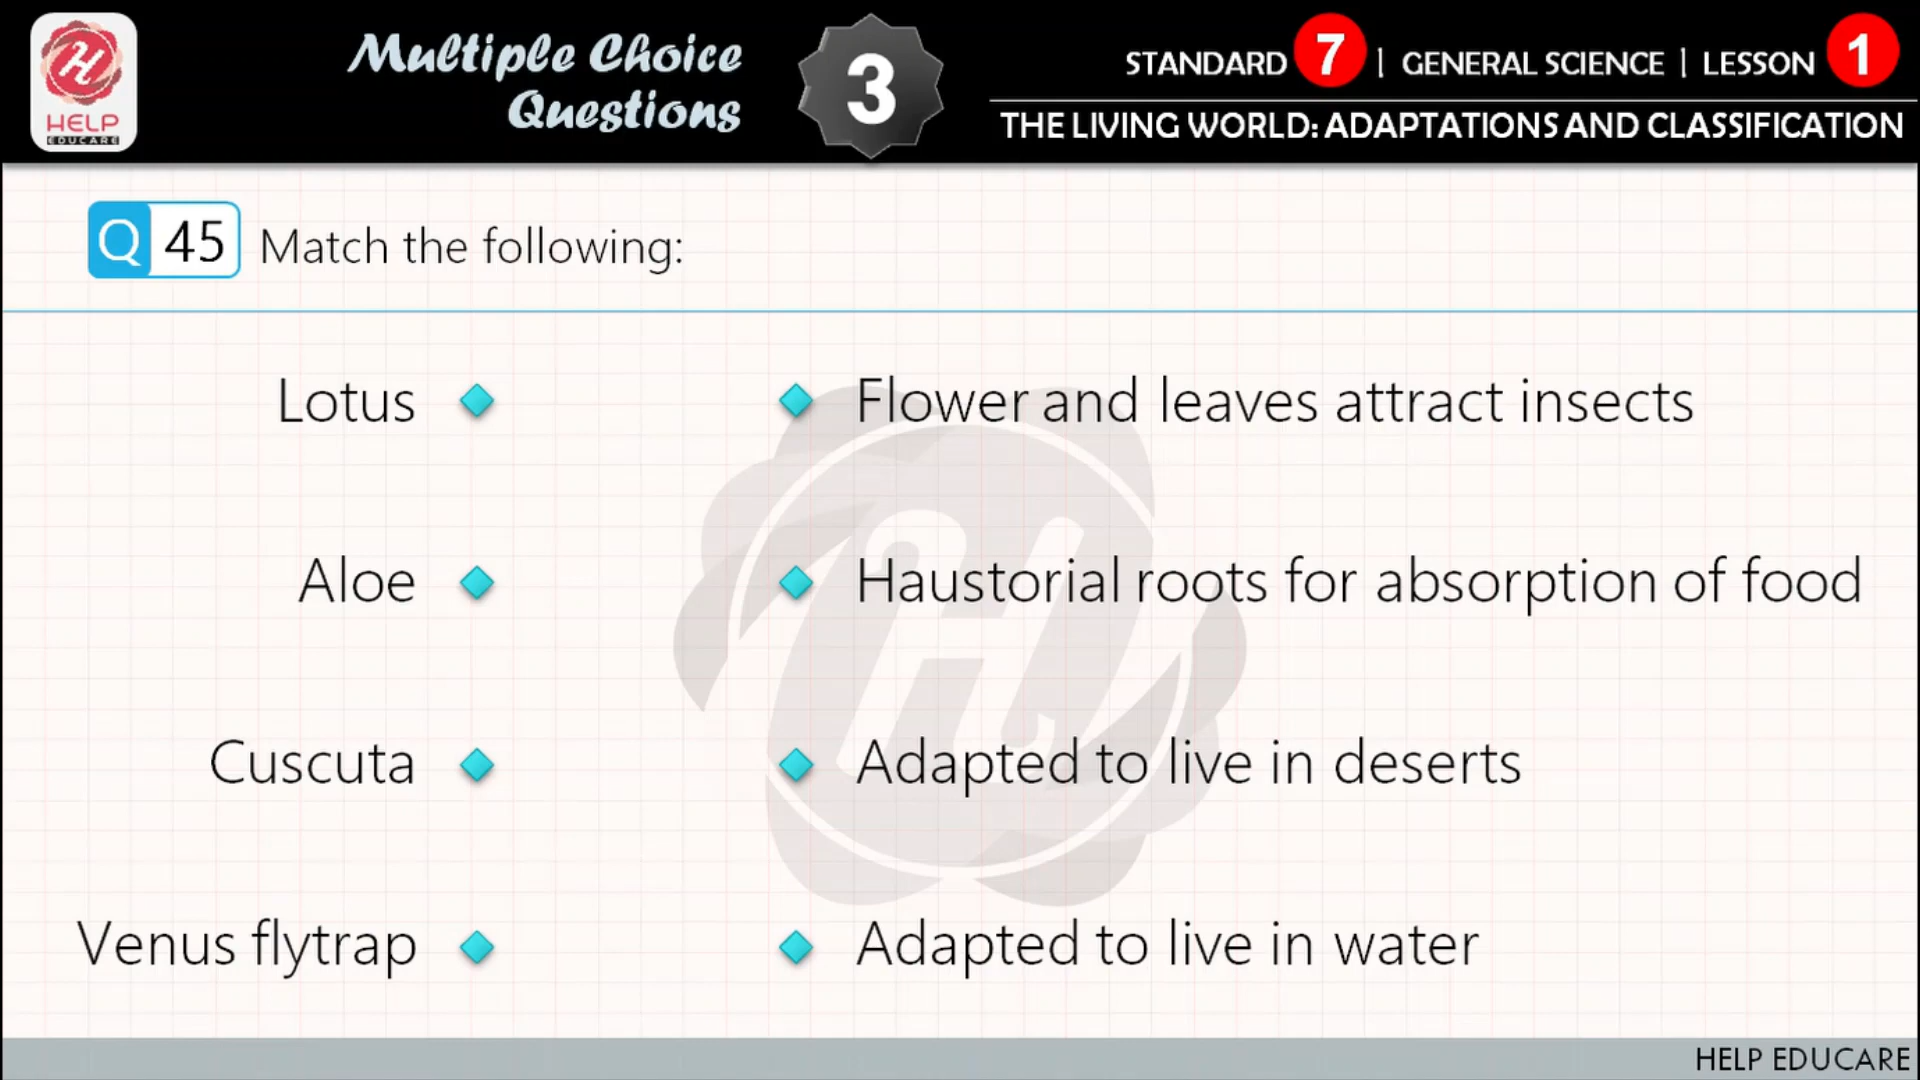 H
HELP
EDUCARE
Multiple Choice
Questions
3
STANDARD 7 | GENERAL SCIENCE | LESSON 1
THE LIVING WORLD: ADAPTATIONS AND CLASSIFICATION
Q 45 Match the following:
Lotus Flower and leaves attract insects
Aloe Haustorial roots for absorption of food
Cuscuta Adapted to live in deserts
Venus flytrap Adapted to live in water
H
HELP EDUCARE